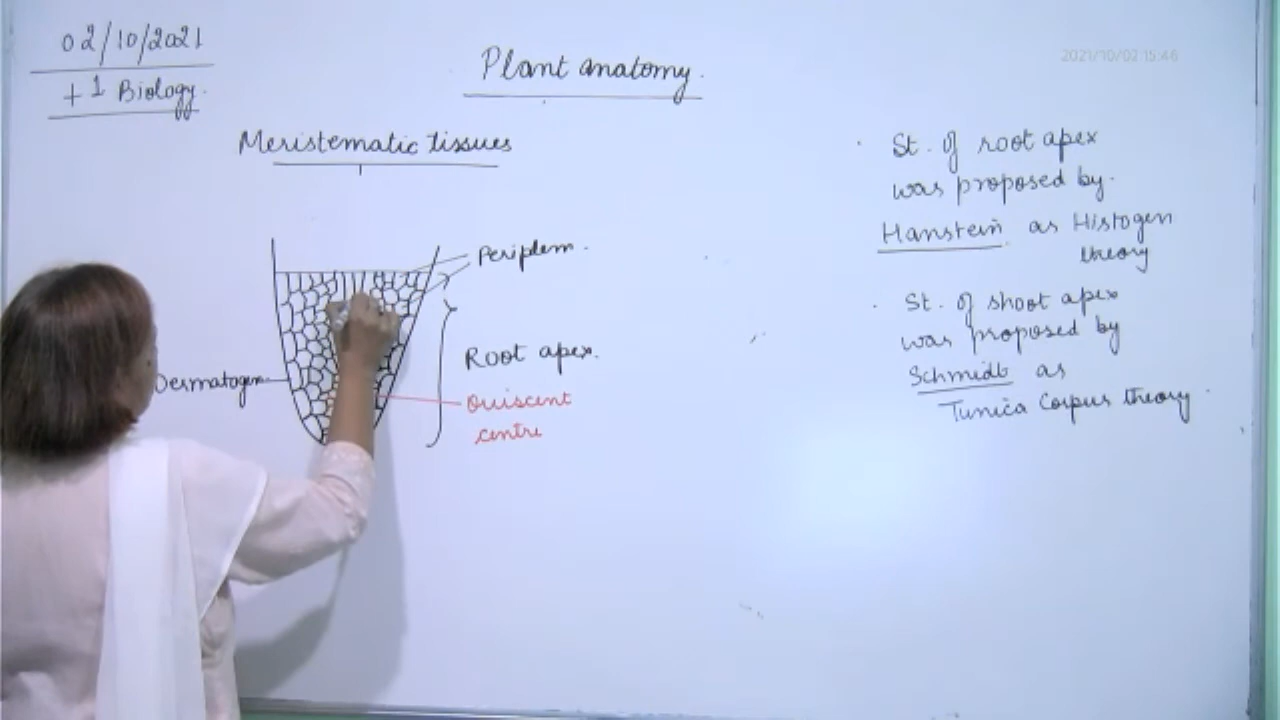 02/10/2021
+1 Biology.
Plant anatomy.
2021/10/02 15:46
Meristematic tissues
Periplem.
Root apex.
Quiscent
centre
Dermatogen
St. of root apex
was proposed by.
Hanstein as Histogen
theory
St. of shoot apex
was proposed by
Schmidt as
Tunica Corpus theory.